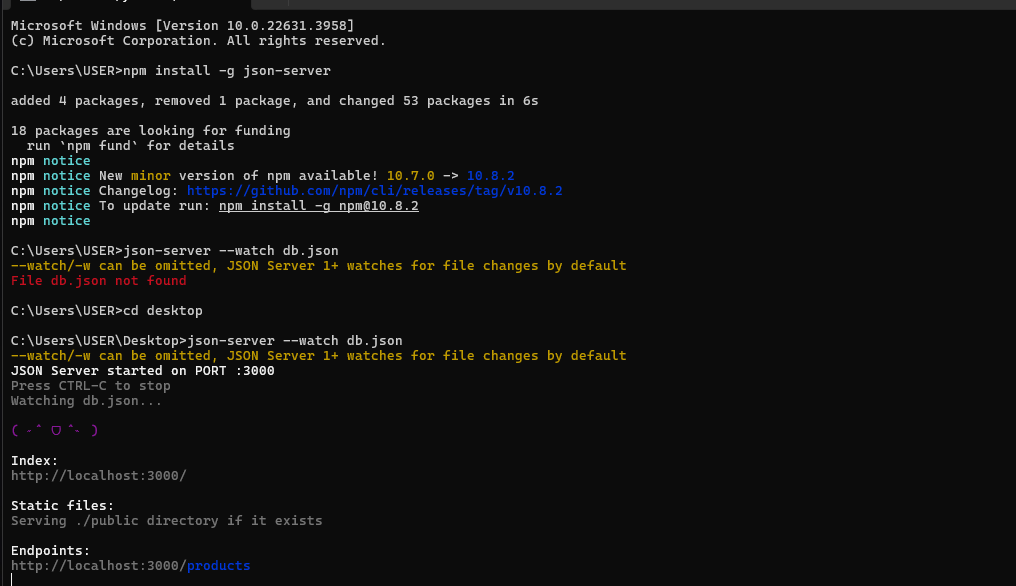 Microsoft Windows [Version 10.0.22631.3958]
(c) Microsoft Corporation. All rights reserved.
C:\Users\USER>npm install -g json-server
added 4 packages, removed 1 package, and changed 53 packages in 6s
18 packages are looking for funding
  run `npm fund` for details
npm notice
npm notice New minor version of npm available! 10.7.0 -> 10.8.2
npm notice Changelog: https://github.com/npm/cli/releases/tag/v10.8.2
npm notice To update run: npm install -g npm@10.8.2
npm notice
C:\Users\USER>json-server --watch db.json
--watch/-w can be omitted, JSON Server 1+ watches for file changes by default
File db.json not found
C:\Users\USER>cd desktop
C:\Users\USER\Desktop>json-server --watch db.json
--watch/-w can be omitted, JSON Server 1+ watches for file changes by default
JSON Server started on PORT :3000
Press CTRL-C to stop
Watching db.json...
( ˶ˆ ᗜ ˆ˵ )
Index:
http://localhost:3000/
Static files:
Serving ./public directory if it exists
Endpoints:
http://localhost:3000/products